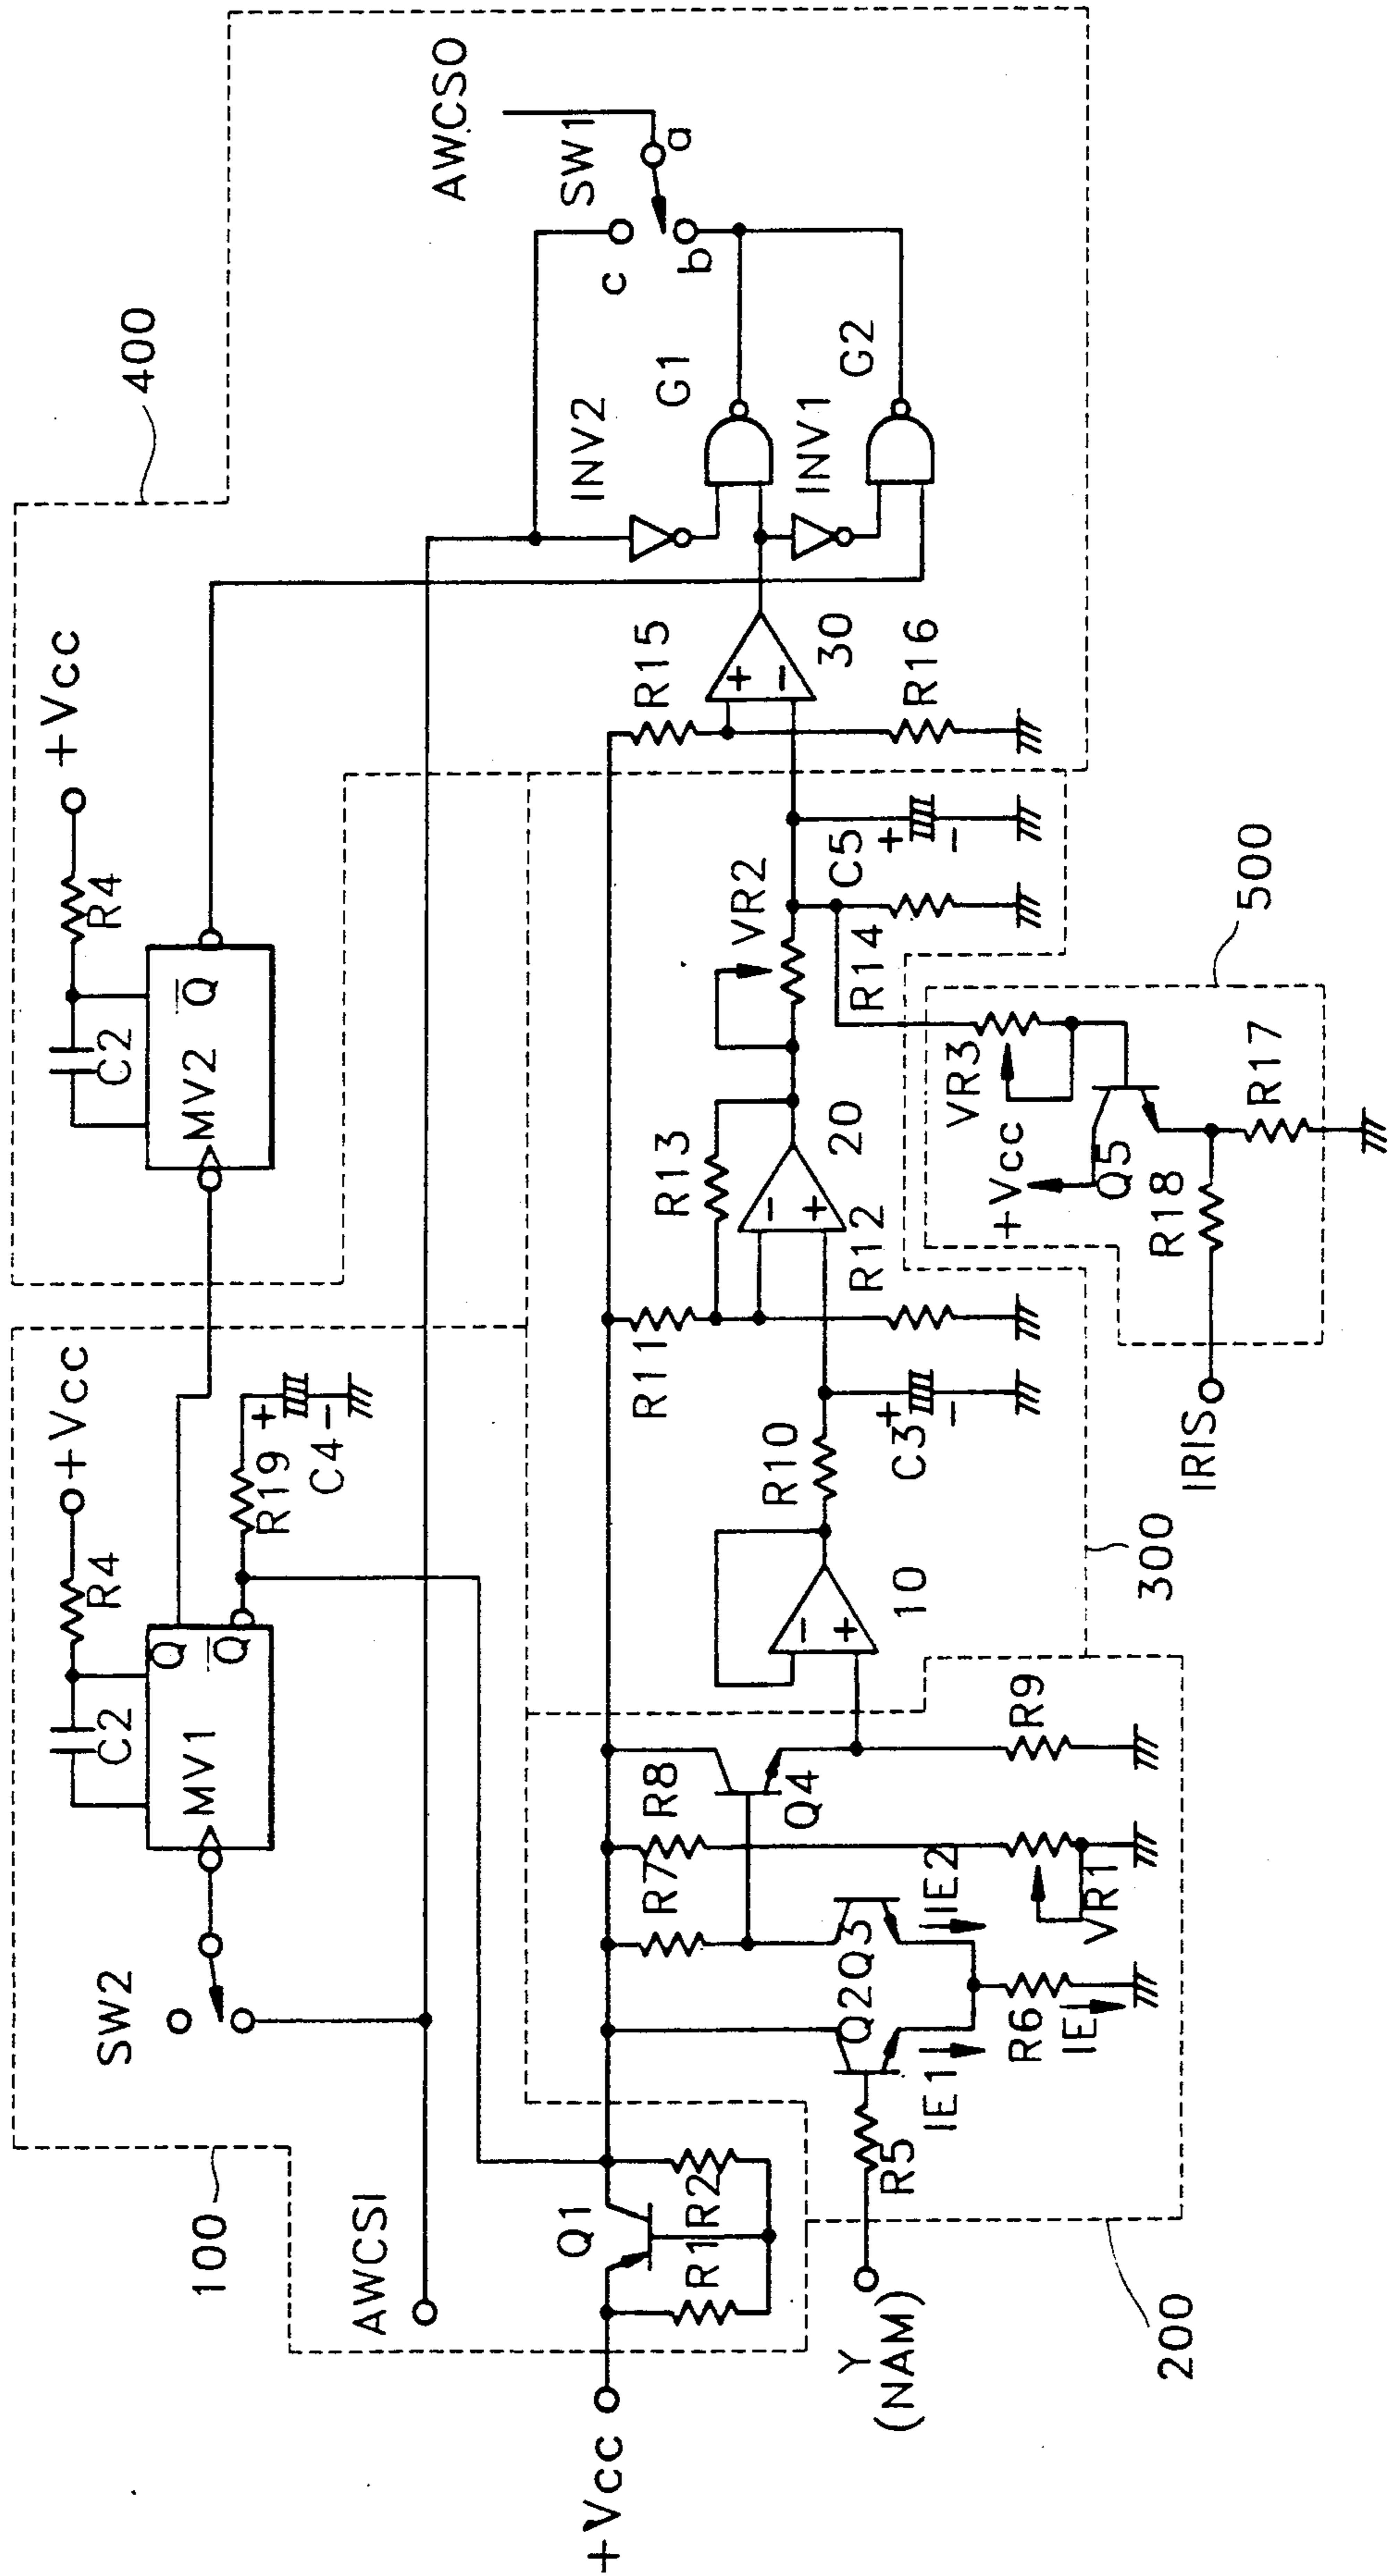 400
+Vcc
R4
C2
Q
MV2
+Vcc
R4
C2
Q
Q
MV1
R19
+
C4
-
SW2
100
AWCSI
AWCSO
SW1
a
c
b
INV2
G1
INV1
G2
R15
+
-
30
R16
VR2
C5
+
-
R14
R13
-
+
20
R12
R11
R10
C3
+
-
-
+
10
300
500
VR3
+Vcc
Q5
R17
R18
IRIS
R8
R7
Q4
R9
Q3
Q2
IE2
IE1
VR1
R6
IE
R5
Q1
R2
R1
+Vcc
Y
(NAM)
200